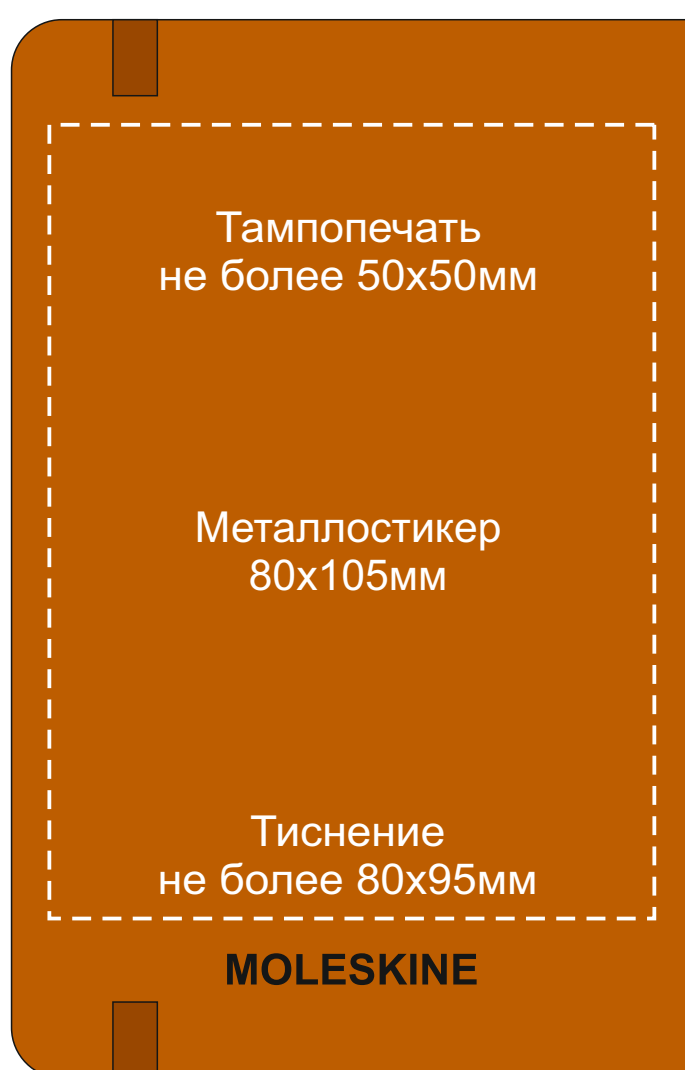 Тампопечать
не более 50х50мм
Металлостикер
80х105мм
Тиснение
не более 80х95мм
MOLESKINE